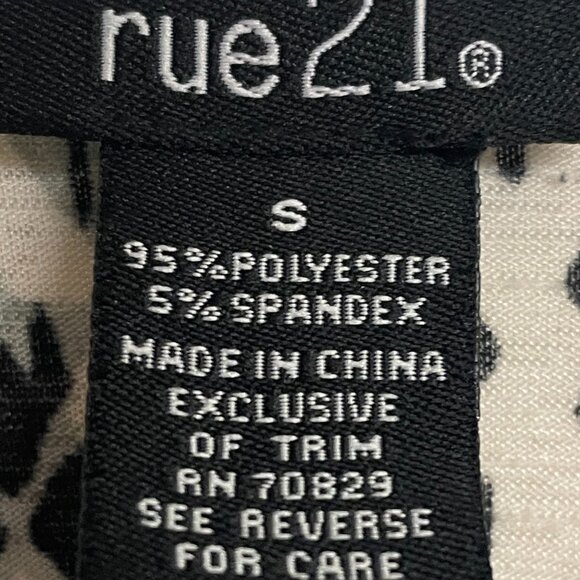 rue21®
S
95% POLYESTER
5% SPANDEX
MADE IN CHINA
EXCLUSIVE
OF TRIM
RN 70829
SEE REVERSE
FOR CARE